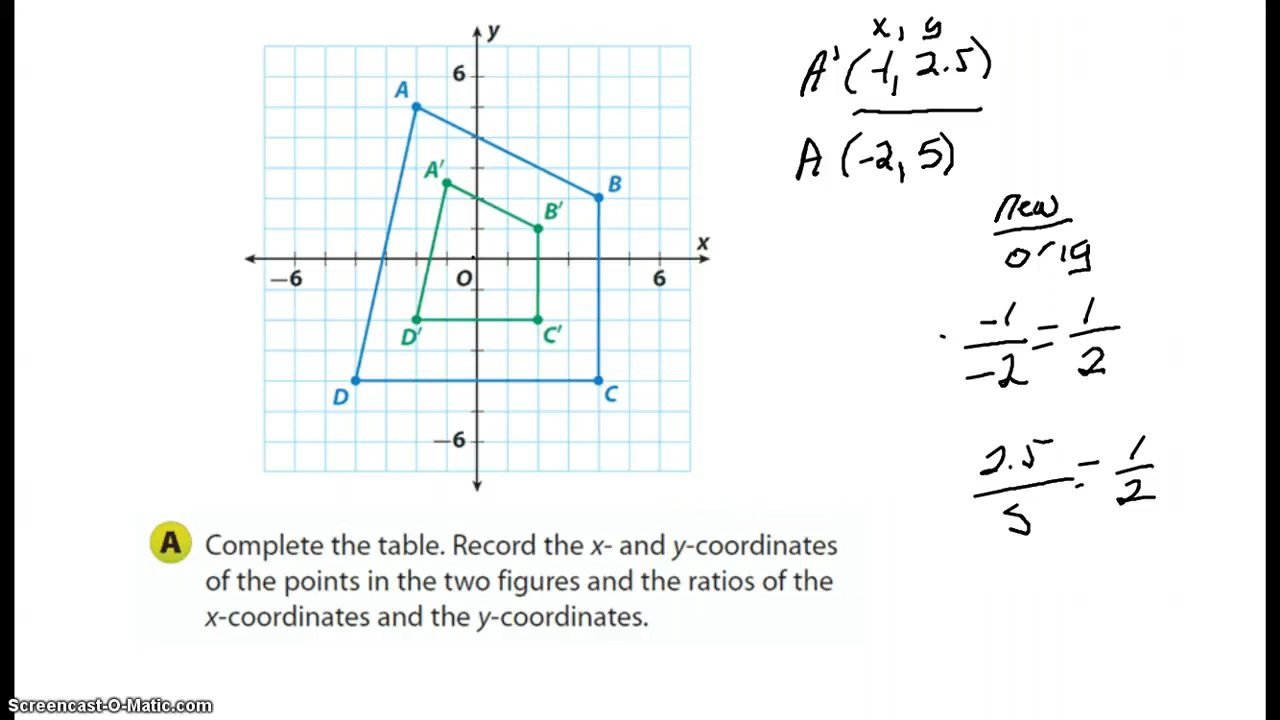 y
6
A
A'
B
B'
x
−6
O
6
D'
C'
D
C
−6
x, y
A' (-1, 2.5)
A (-2, 5)
new
orig
-1/-2 = 1/2
2.5/5 = 1/2
A Complete the table. Record the x- and y-coordinates
of the points in the two figures and the ratios of the
x-coordinates and the y-coordinates.
Screencast-O-Matic.com